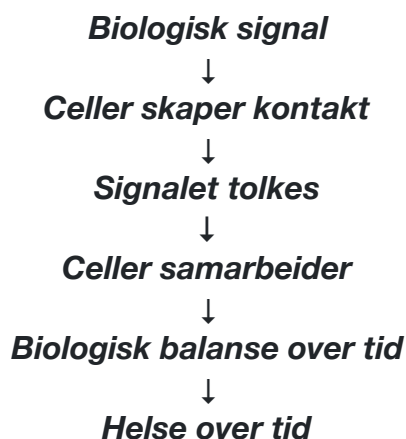 Biologisk signal
↓
Celler skaper kontakt
↓
Signalet tolkes
↓
Celler samarbeider
↓
Biologisk balanse over tid
↓
Helse over tid